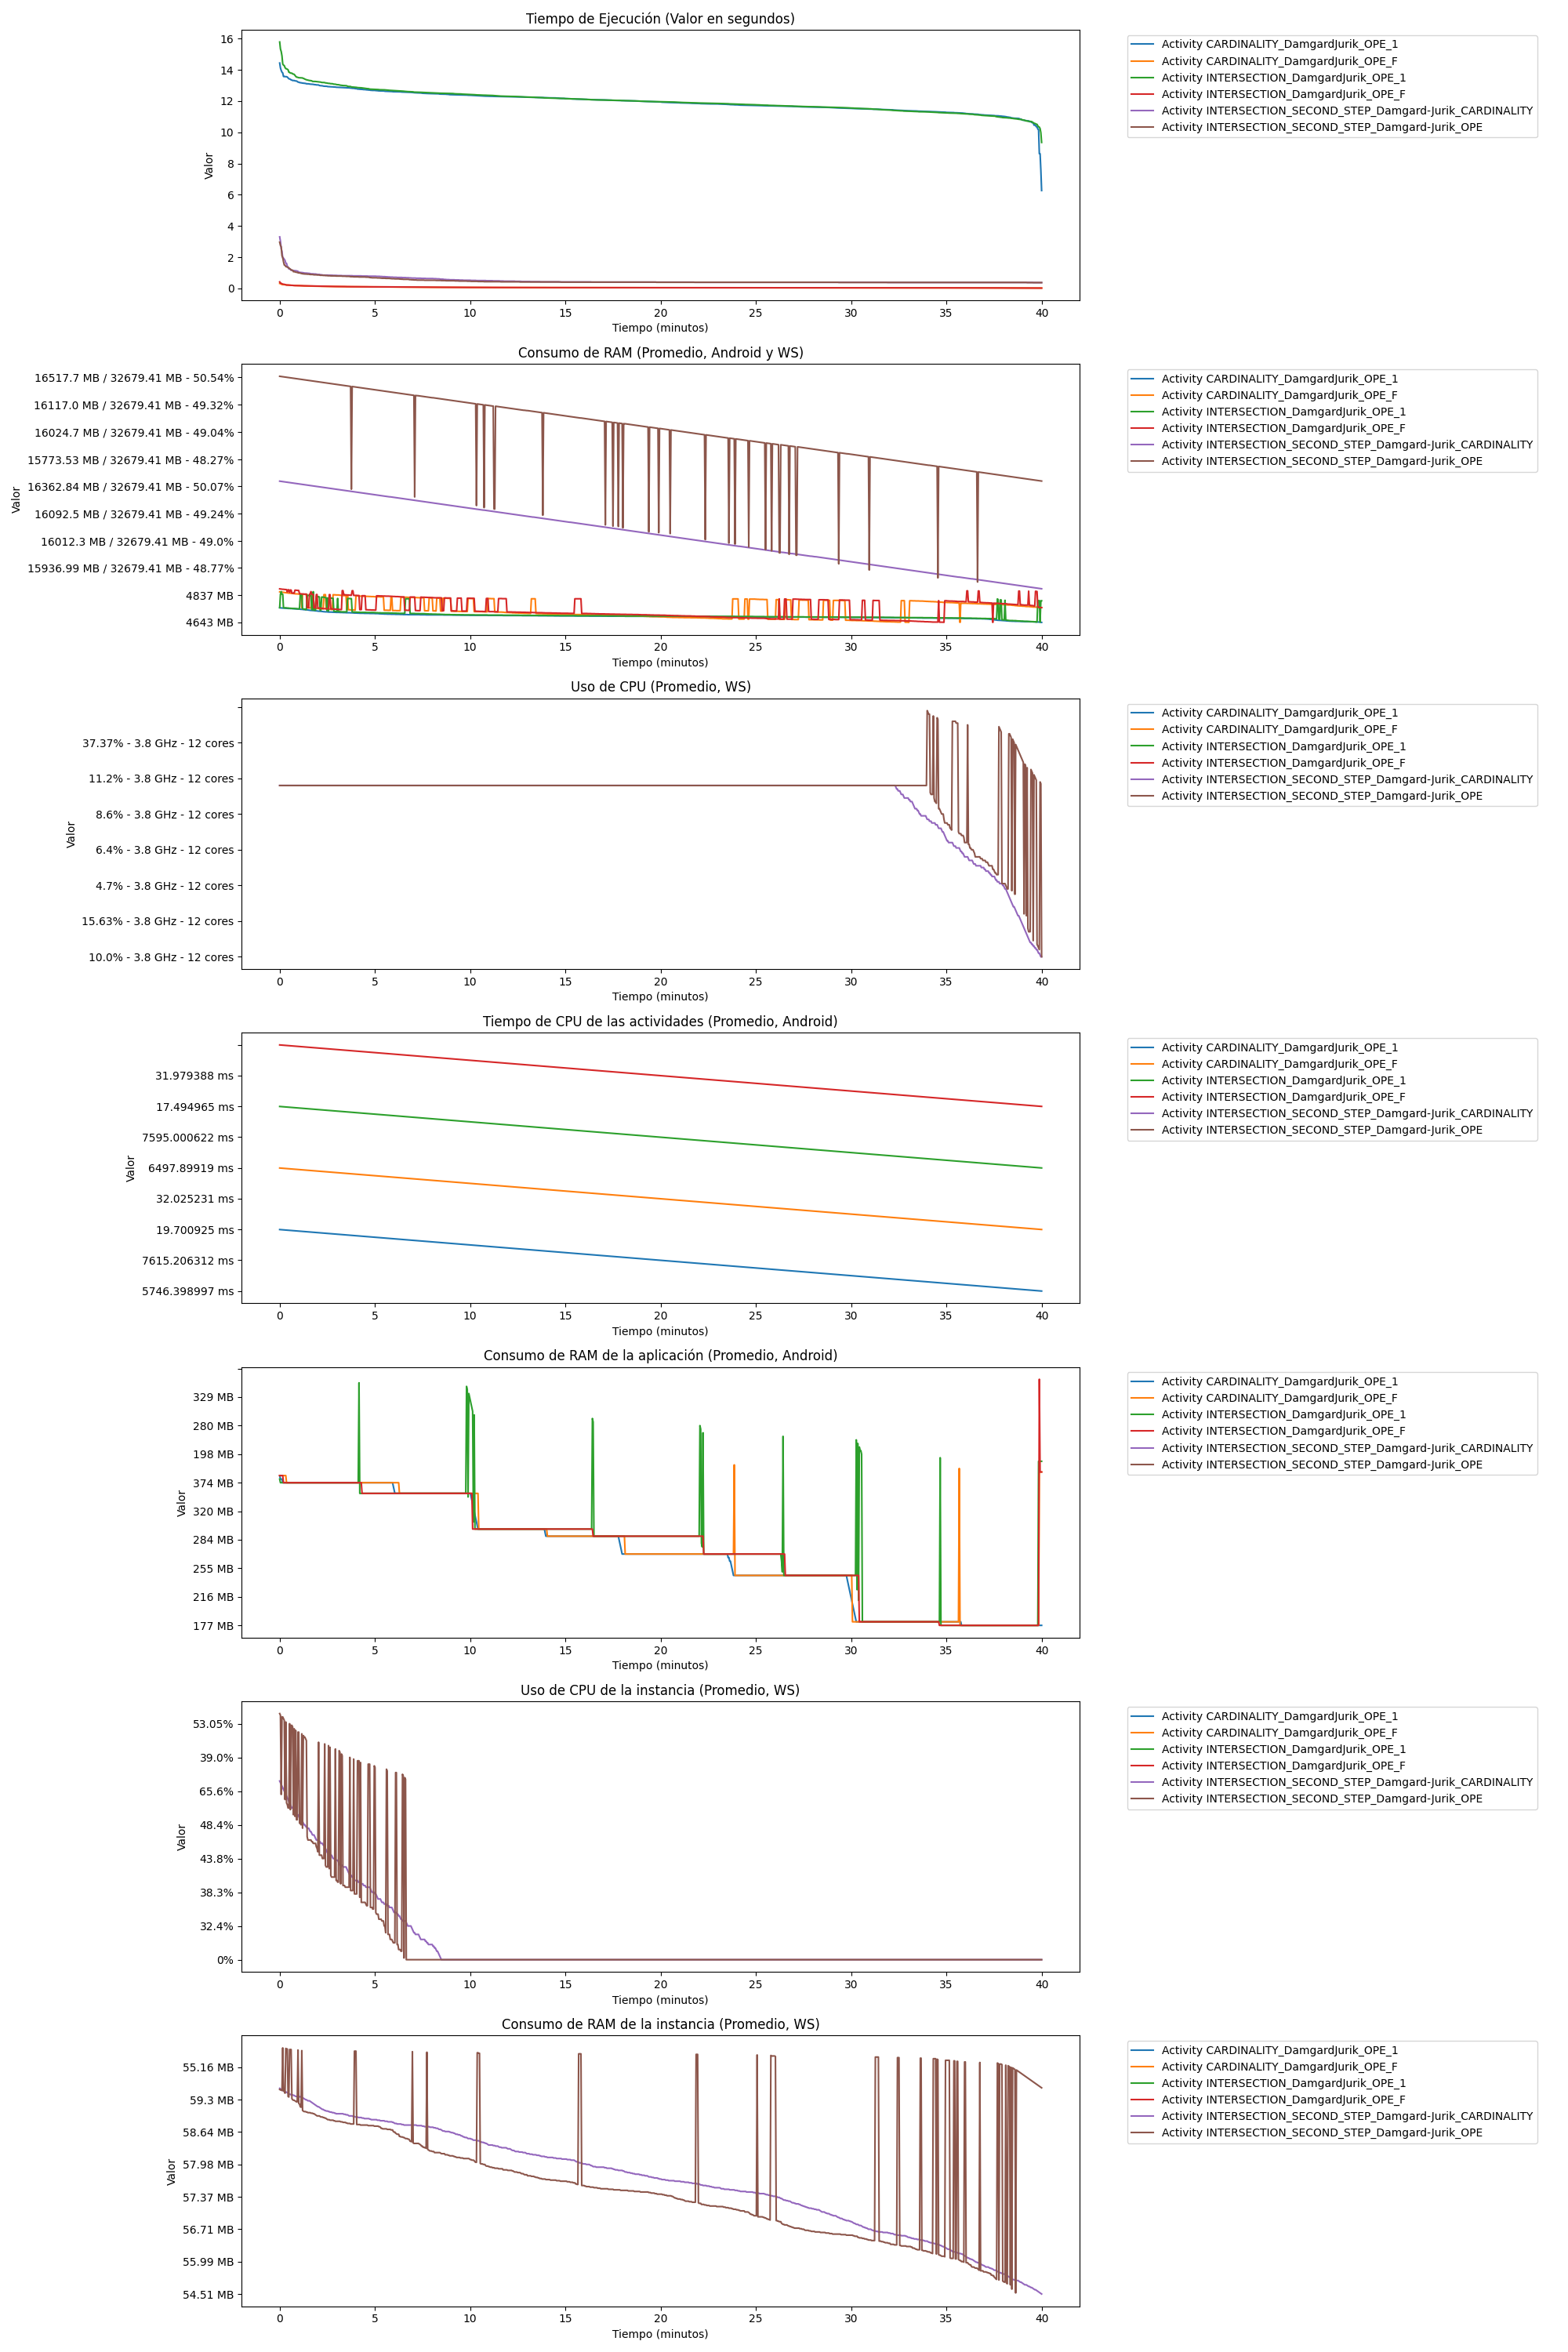 Tiempo de Ejecución (Valor en segundos)
16
14
12
10
8
6
4
2
0
Valor
0 5 10 15 20 25 30 35 40
Tiempo (minutos)
Activity CARDINALITY_DamgardJurik_OPE_1
Activity CARDINALITY_DamgardJurik_OPE_F
Activity INTERSECTION_DamgardJurik_OPE_1
Activity INTERSECTION_DamgardJurik_OPE_F
Activity INTERSECTION_SECOND_STEP_Damgard-Jurik_CARDINALITY
Activity INTERSECTION_SECOND_STEP_Damgard-Jurik_OPE
Consumo de RAM (Promedio, Android y WS)
16517.7 MB / 32679.41 MB - 50.54%
16117.0 MB / 32679.41 MB - 49.32%
16024.7 MB / 32679.41 MB - 49.04%
15773.53 MB / 32679.41 MB - 48.27%
16362.84 MB / 32679.41 MB - 50.07%
16092.5 MB / 32679.41 MB - 49.24%
16012.3 MB / 32679.41 MB - 49.0%
15936.99 MB / 32679.41 MB - 48.77%
4837 MB
4643 MB
Valor
0 5 10 15 20 25 30 35 40
Tiempo (minutos)
Activity CARDINALITY_DamgardJurik_OPE_1
Activity CARDINALITY_DamgardJurik_OPE_F
Activity INTERSECTION_DamgardJurik_OPE_1
Activity INTERSECTION_DamgardJurik_OPE_F
Activity INTERSECTION_SECOND_STEP_Damgard-Jurik_CARDINALITY
Activity INTERSECTION_SECOND_STEP_Damgard-Jurik_OPE
Uso de CPU (Promedio, WS)
37.37% - 3.8 GHz - 12 cores
11.2% - 3.8 GHz - 12 cores
8.6% - 3.8 GHz - 12 cores
6.4% - 3.8 GHz - 12 cores
4.7% - 3.8 GHz - 12 cores
15.63% - 3.8 GHz - 12 cores
10.0% - 3.8 GHz - 12 cores
Valor
0 5 10 15 20 25 30 35 40
Tiempo (minutos)
Activity CARDINALITY_DamgardJurik_OPE_1
Activity CARDINALITY_DamgardJurik_OPE_F
Activity INTERSECTION_DamgardJurik_OPE_1
Activity INTERSECTION_DamgardJurik_OPE_F
Activity INTERSECTION_SECOND_STEP_Damgard-Jurik_CARDINALITY
Activity INTERSECTION_SECOND_STEP_Damgard-Jurik_OPE
Tiempo de CPU de las actividades (Promedio, Android)
31.979388 ms
17.494965 ms
7595.000622 ms
6497.89919 ms
32.025231 ms
19.700925 ms
7615.206312 ms
5746.398997 ms
Valor
0 5 10 15 20 25 30 35 40
Tiempo (minutos)
Activity CARDINALITY_DamgardJurik_OPE_1
Activity CARDINALITY_DamgardJurik_OPE_F
Activity INTERSECTION_DamgardJurik_OPE_1
Activity INTERSECTION_DamgardJurik_OPE_F
Activity INTERSECTION_SECOND_STEP_Damgard-Jurik_CARDINALITY
Activity INTERSECTION_SECOND_STEP_Damgard-Jurik_OPE
Consumo de RAM de la aplicación (Promedio, Android)
329 MB
280 MB
198 MB
374 MB
320 MB
284 MB
255 MB
216 MB
177 MB
Valor
0 5 10 15 20 25 30 35 40
Tiempo (minutos)
Activity CARDINALITY_DamgardJurik_OPE_1
Activity CARDINALITY_DamgardJurik_OPE_F
Activity INTERSECTION_DamgardJurik_OPE_1
Activity INTERSECTION_DamgardJurik_OPE_F
Activity INTERSECTION_SECOND_STEP_Damgard-Jurik_CARDINALITY
Activity INTERSECTION_SECOND_STEP_Damgard-Jurik_OPE
Uso de CPU de la instancia (Promedio, WS)
53.05%
39.0%
65.6%
48.4%
43.8%
38.3%
32.4%
0%
Valor
0 5 10 15 20 25 30 35 40
Tiempo (minutos)
Activity CARDINALITY_DamgardJurik_OPE_1
Activity CARDINALITY_DamgardJurik_OPE_F
Activity INTERSECTION_DamgardJurik_OPE_1
Activity INTERSECTION_DamgardJurik_OPE_F
Activity INTERSECTION_SECOND_STEP_Damgard-Jurik_CARDINALITY
Activity INTERSECTION_SECOND_STEP_Damgard-Jurik_OPE
Consumo de RAM de la instancia (Promedio, WS)
55.16 MB
59.3 MB
58.64 MB
57.98 MB
57.37 MB
56.71 MB
55.99 MB
54.51 MB
Valor
0 5 10 15 20 25 30 35 40
Tiempo (minutos)
Activity CARDINALITY_DamgardJurik_OPE_1
Activity CARDINALITY_DamgardJurik_OPE_F
Activity INTERSECTION_DamgardJurik_OPE_1
Activity INTERSECTION_DamgardJurik_OPE_F
Activity INTERSECTION_SECOND_STEP_Damgard-Jurik_CARDINALITY
Activity INTERSECTION_SECOND_STEP_Damgard-Jurik_OPE